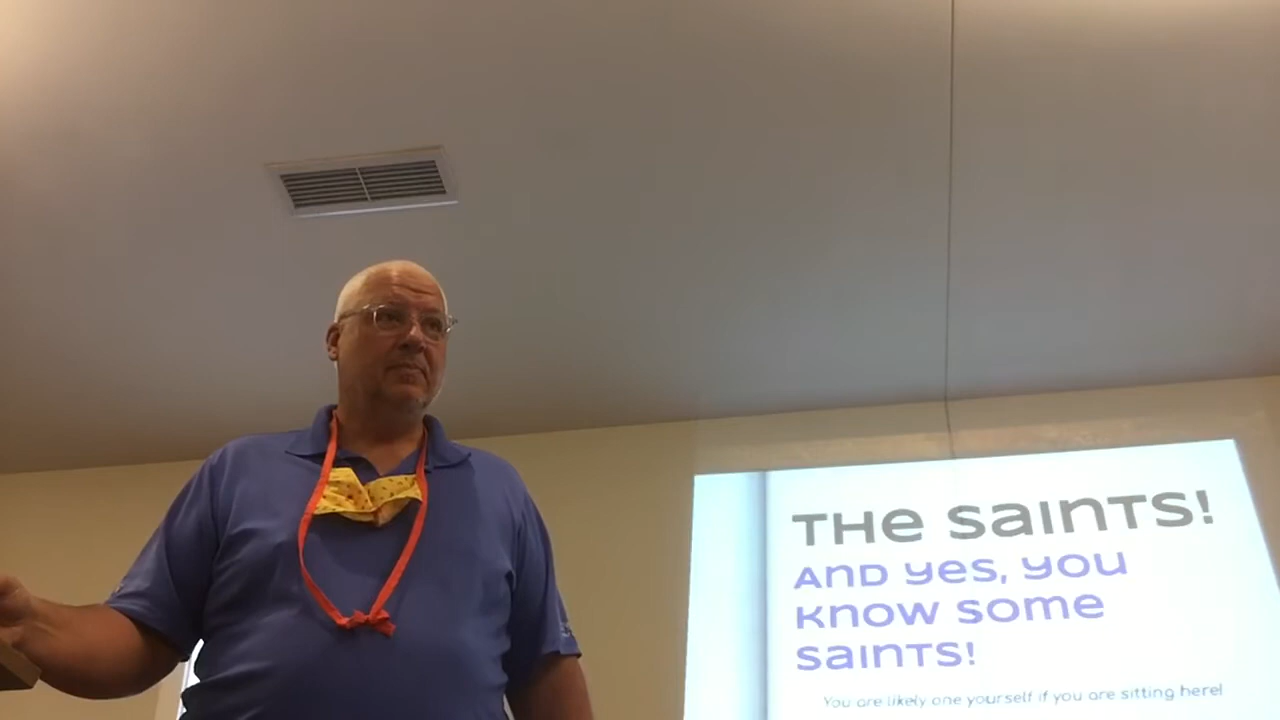 THE SAINTS!
AND yes, you
know some
saints!
You are likely one yourself if you are sitting here!